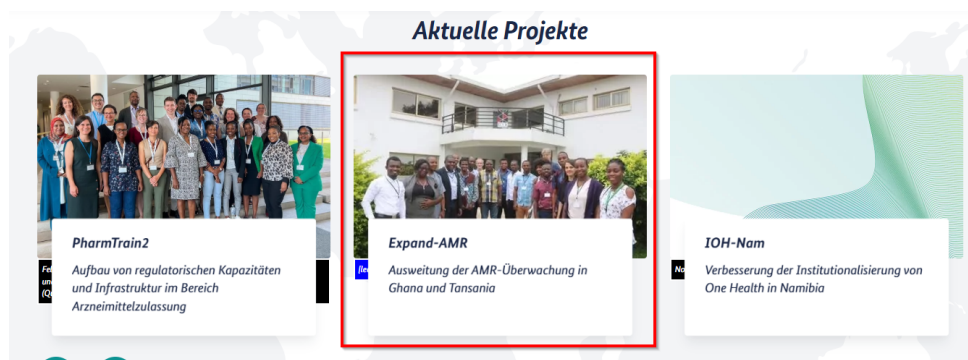 Aktuelle Projekte
PharmTrain2
Aufbau von regulatorischen Kapazitäten
und Infrastruktur im Bereich
Arzneimittelzulassung
Expand-AMR
Ausweitung der AMR-Überwachung in
Ghana und Tansania
IOH-Nam
Verbesserung der Institutionalisierung von
One Health in Namibia